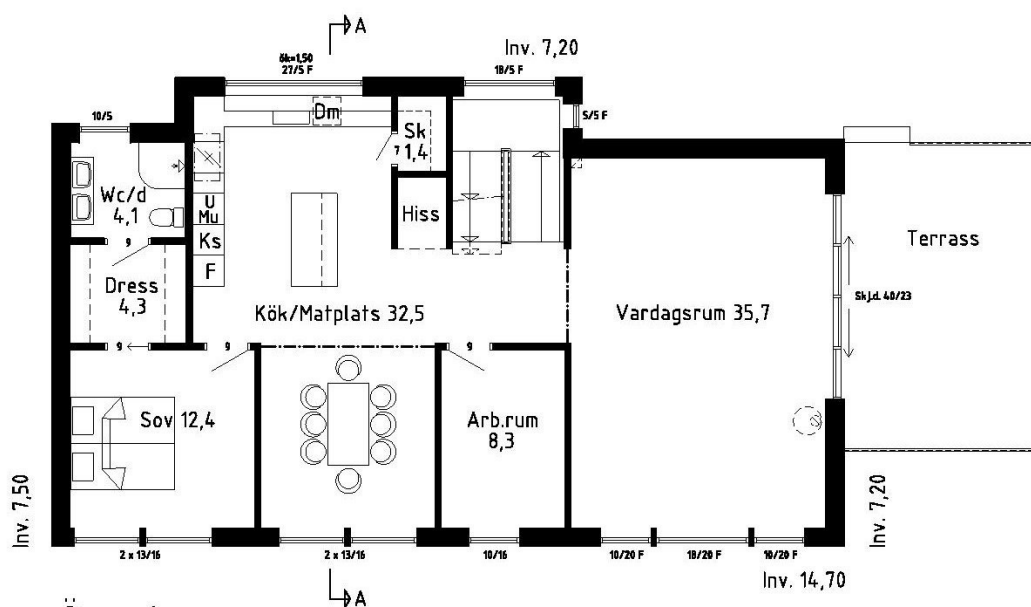 A
Inv. 7,20
ök=1,50
27/5 F
18/5 F
10/5
Dm
Sk
7 1,4
5/5 F
Wc/d
4,1
U
Mu
Hiss
Ks
9
F
Terrass
Dress
4,3
Skj.d. 40/23
Kök/Matplats 32,5
Vardagsrum 35,7
9
9
9
Sov 12,4
Arb.rum
8,3
Inv. 7,50
Inv. 7,20
2 x 13/16
2 x 13/16
10/16
10/20 F
18/20 F
10/20 F
Inv. 14,70
A